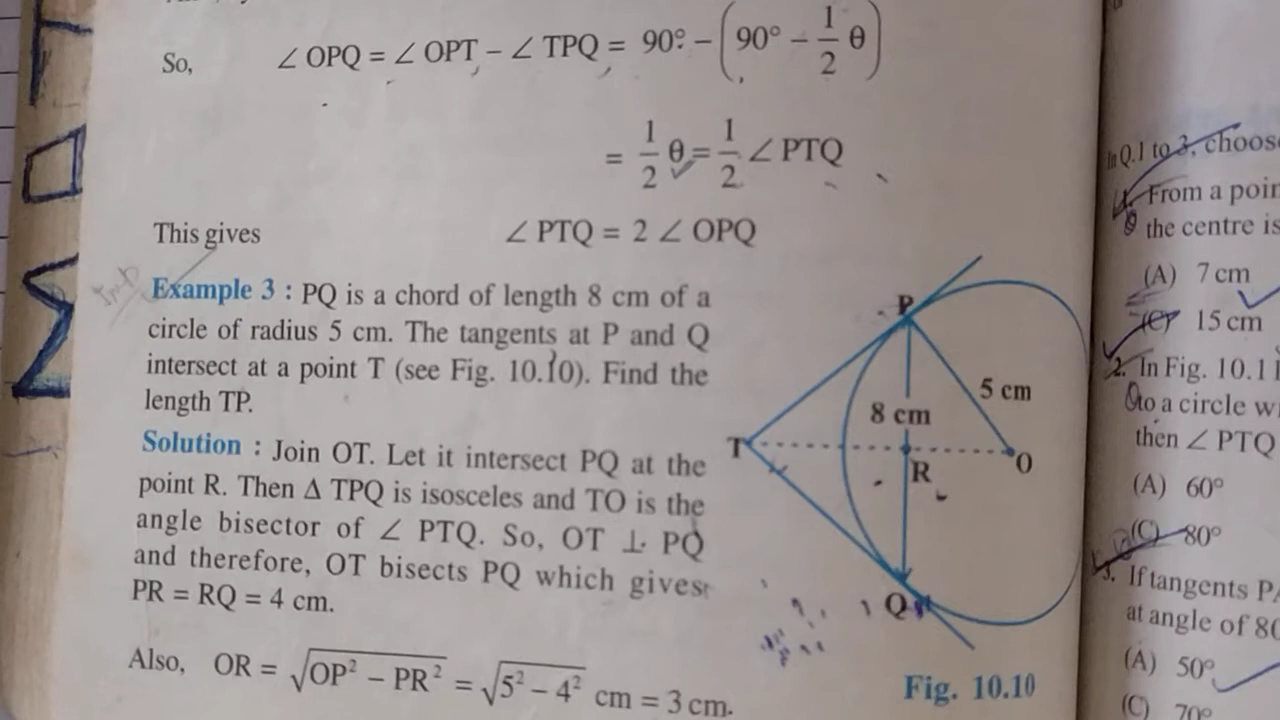 So, ∠ OPQ = ∠ OPT – ∠ TPQ = 90° – (90° – 1/2 θ)
= 1/2 θ = 1/2 ∠ PTQ
This gives ∠ PTQ = 2 ∠ OPQ
Example 3 : PQ is a chord of length 8 cm of a
circle of radius 5 cm. The tangents at P and Q
intersect at a point T (see Fig. 10.10). Find the
length TP.
Solution : Join OT. Let it intersect PQ at the
point R. Then Δ TPQ is isosceles and TO is the
angle bisector of ∠ PTQ. So, OT ⊥ PQ
and therefore, OT bisects PQ which gives
PR = RQ = 4 cm.
Also, OR = √(OP² – PR²) = √(5² – 4²) cm = 3 cm.
P
5 cm
8 cm
T
R
O
Q
Fig. 10.10
In Q.1 to 3, choos
1. From a poin
the centre is
(A) 7 cm
(C) 15 cm
2. In Fig. 10.11
to a circle w
then ∠ PTQ
(A) 60°
(C) 80°
3. If tangents PA
at angle of 80
(A) 50°
(C) 70°